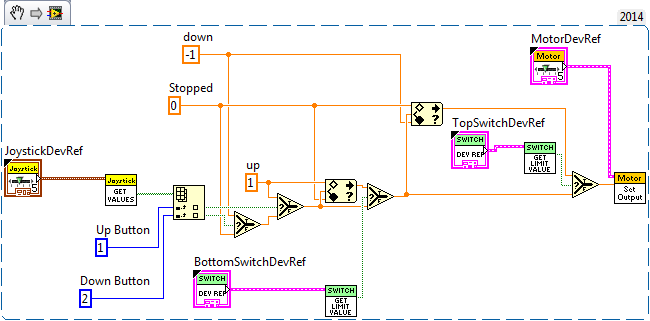 2014
down
-1
MotorDevRef
Motor
5
Stopped
0
TopSwitchDevRef
SWITCH
DEV REF
SWITCH
GET
LIMIT
VALUE
JoystickDevRef
Joystick
5
Joystick
GET
VALUES
up
1
?
?
T
F
?
T
F
?
T
F
?
T
F
?
Motor
Set
Output
Up Button
1
Down Button
2
BottomSwitchDevRef
SWITCH
DEV REF
SWITCH
GET
LIMIT
VALUE